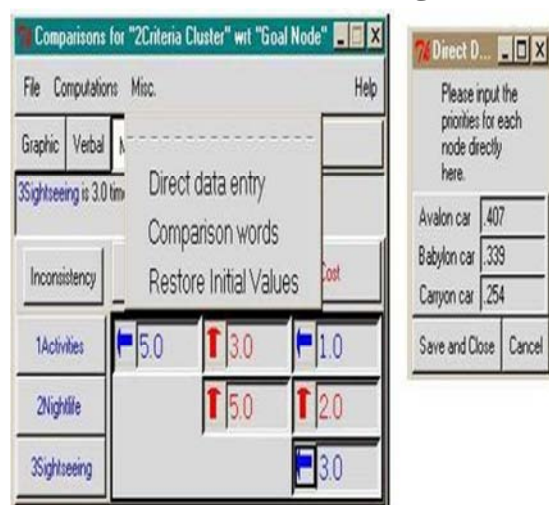 Comparisons for "2Criteria Cluster" wrt "Goal Node"
File Computations Misc. Help
Graphic Verbal
3Sightseeing is 3.0
Direct data entry
Comparison words
Restore Initial Values
Inconsistency Cost
1Activities 5.0 3.0 1.0
2Nightlife 5.0 2.0
3Sightseeing 3.0
Direct D...
Please input the
priorities for each
node directly
here.
Avalon car .407
Babylon car .339
Carryon car .254
Save and Close Cancel